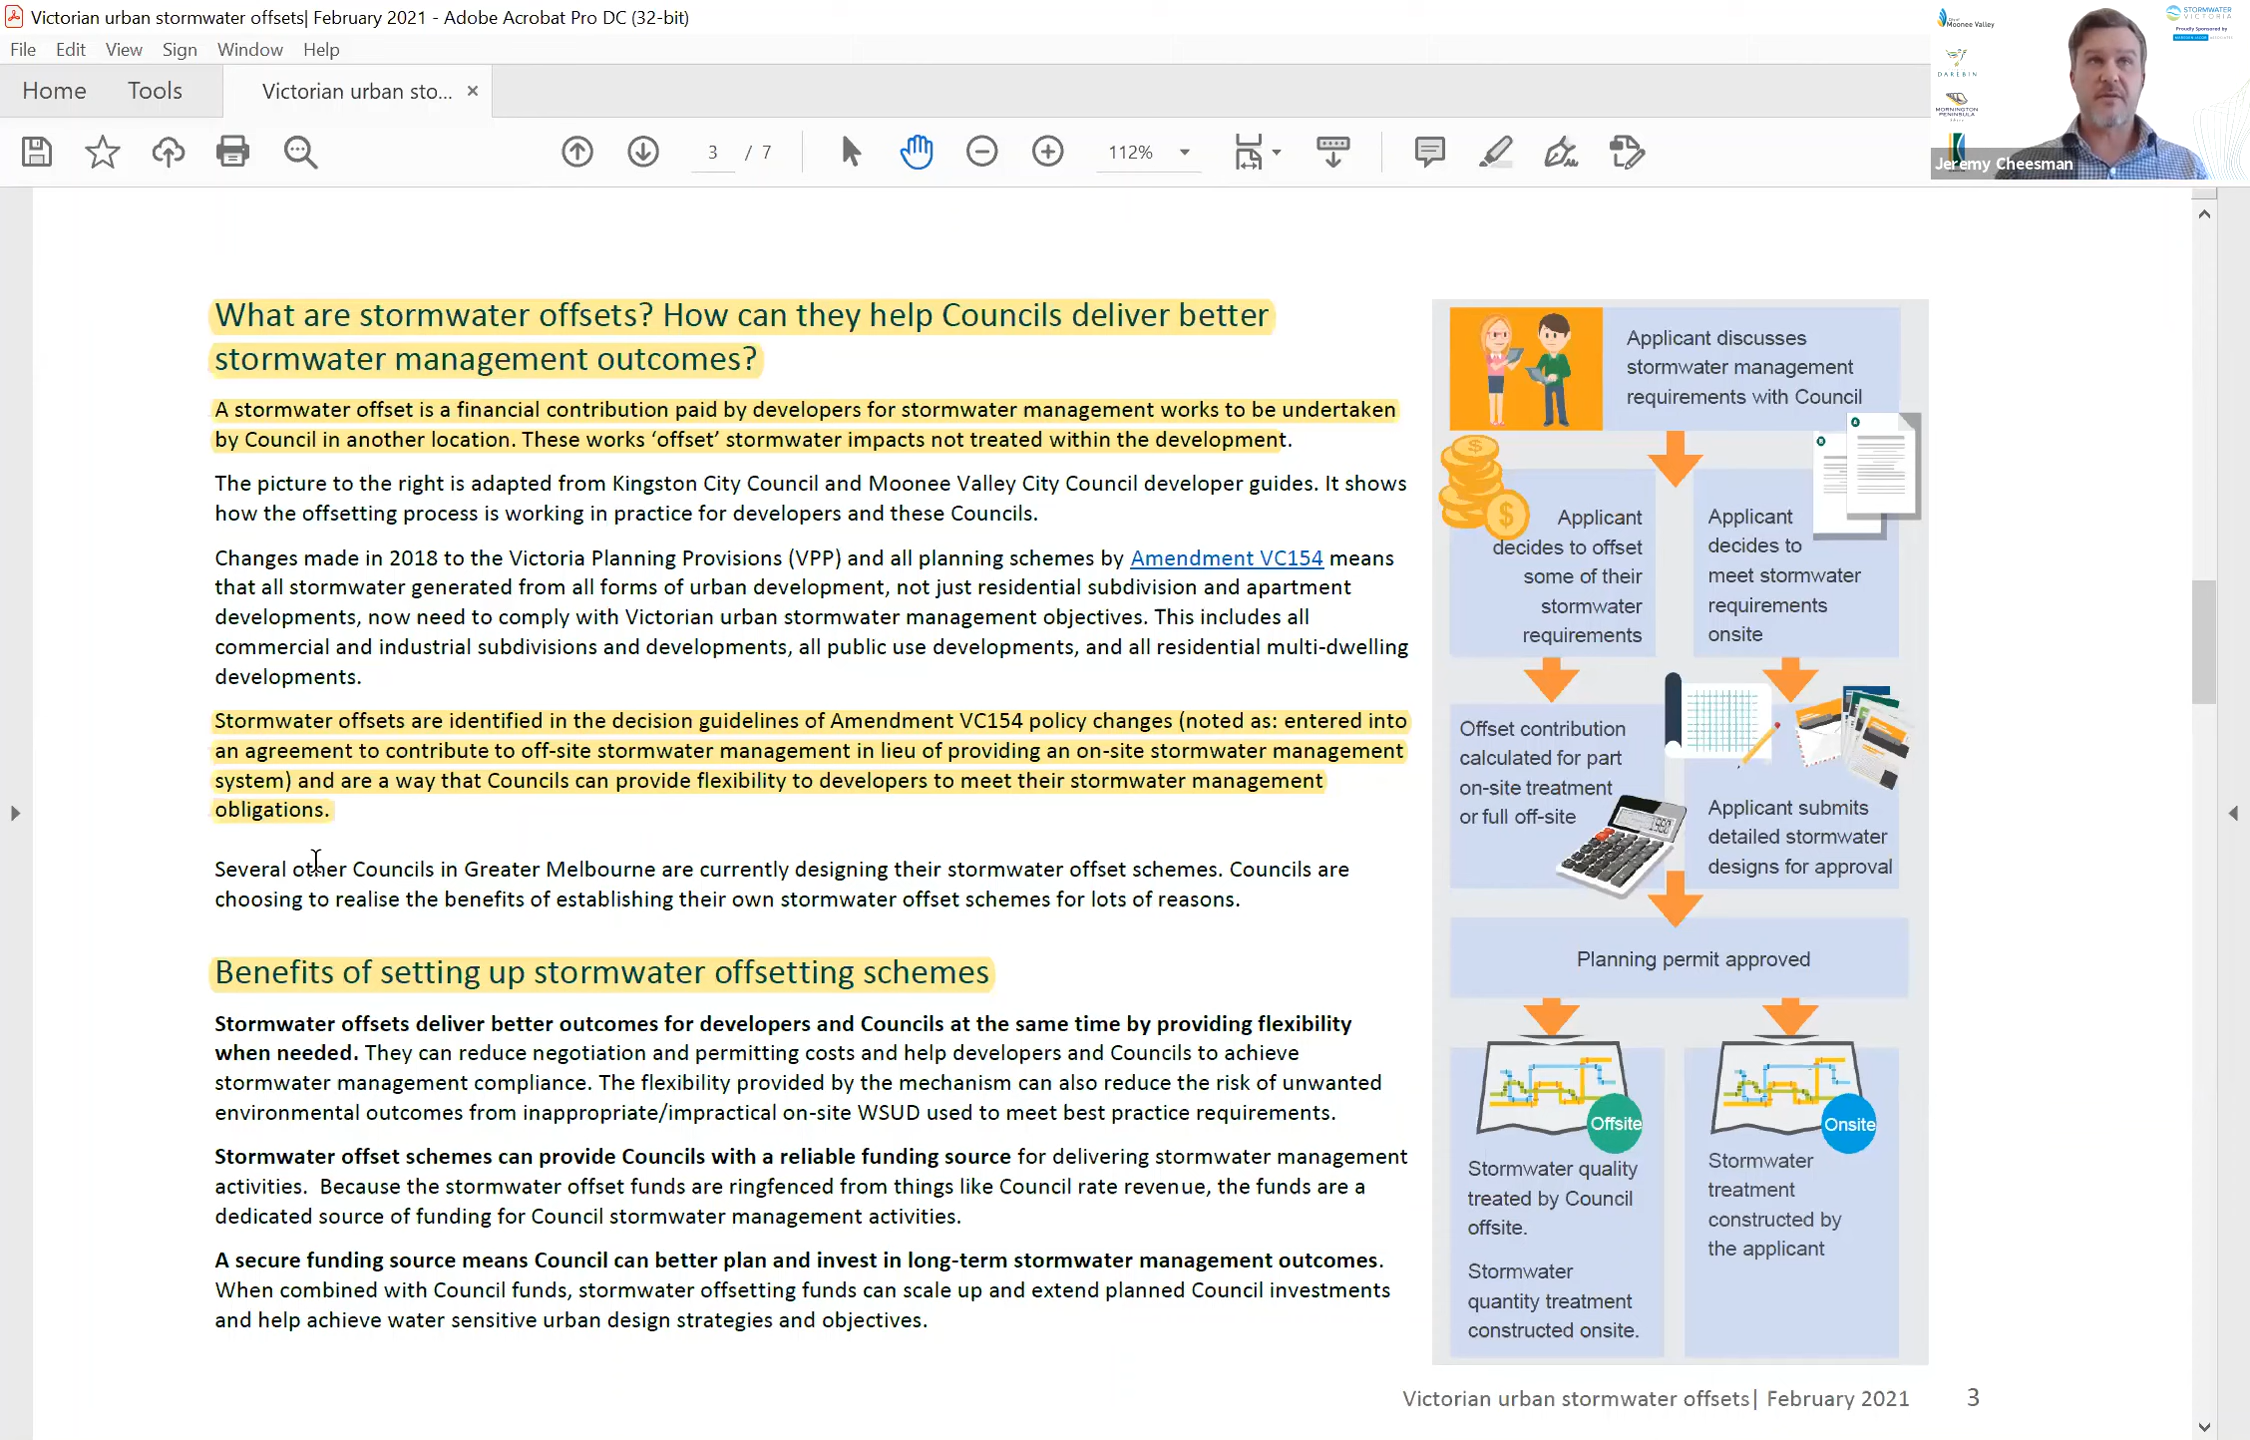 Victorian urban stormwater offsets| February 2021 - Adobe Acrobat Pro DC (32-bit)
File Edit View Sign Window Help
Home Tools Victorian urban sto... ×
3 / 7 112%
Moonee Valley
STORMWATER
VICTORIA
Proudly Sponsored by
DAREBIN
MORNINGTON
PENINSULA
Jeremy Cheesman
What are stormwater offsets? How can they help Councils deliver better
stormwater management outcomes?
A stormwater offset is a financial contribution paid by developers for stormwater management works to be undertaken
by Council in another location. These works ‘offset’ stormwater impacts not treated within the development.
The picture to the right is adapted from Kingston City Council and Moonee Valley City Council developer guides. It shows
how the offsetting process is working in practice for developers and these Councils.
Changes made in 2018 to the Victoria Planning Provisions (VPP) and all planning schemes by Amendment VC154 means
that all stormwater generated from all forms of urban development, not just residential subdivision and apartment
developments, now need to comply with Victorian urban stormwater management objectives. This includes all
commercial and industrial subdivisions and developments, all public use developments, and all residential multi-dwelling
developments.
Stormwater offsets are identified in the decision guidelines of Amendment VC154 policy changes (noted as: entered into
an agreement to contribute to off-site stormwater management in lieu of providing an on-site stormwater management
system) and are a way that Councils can provide flexibility to developers to meet their stormwater management
obligations.
Several other Councils in Greater Melbourne are currently designing their stormwater offset schemes. Councils are
choosing to realise the benefits of establishing their own stormwater offset schemes for lots of reasons.
Benefits of setting up stormwater offsetting schemes
Stormwater offsets deliver better outcomes for developers and Councils at the same time by providing flexibility
when needed. They can reduce negotiation and permitting costs and help developers and Councils to achieve
stormwater management compliance. The flexibility provided by the mechanism can also reduce the risk of unwanted
environmental outcomes from inappropriate/impractical on-site WSUD used to meet best practice requirements.
Stormwater offset schemes can provide Councils with a reliable funding source for delivering stormwater management
activities. Because the stormwater offset funds are ringfenced from things like Council rate revenue, the funds are a
dedicated source of funding for Council stormwater management activities.
A secure funding source means Council can better plan and invest in long-term stormwater management outcomes.
When combined with Council funds, stormwater offsetting funds can scale up and extend planned Council investments
and help achieve water sensitive urban design strategies and objectives.
Applicant discusses
stormwater management
requirements with Council
Applicant
decides to offset
some of their
stormwater
requirements
Applicant
decides to
meet stormwater
requirements
onsite
Offset contribution
calculated for part
on-site treatment
or full off-site
Applicant submits
detailed stormwater
designs for approval
Planning permit approved
Offsite
Stormwater quality
treated by Council
offsite.
Stormwater
quantity treatment
constructed onsite.
Onsite
Stormwater
treatment
constructed by
the applicant
Victorian urban stormwater offsets| February 2021 3